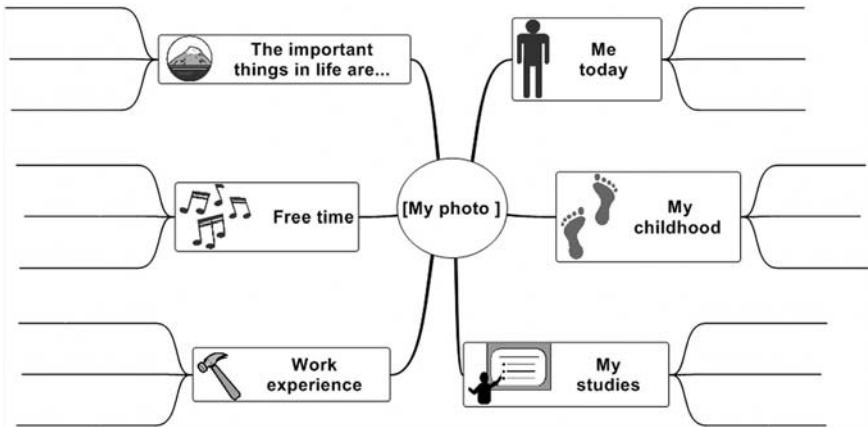 The important
things in life are...
Me
today
Free time
[My photo ]
My
childhood
Work
experience
My
studies